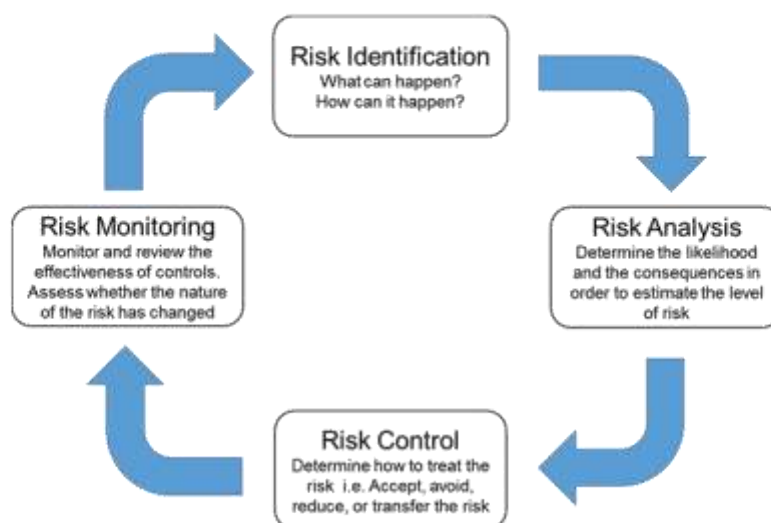 Risk Identification
What can happen?
How can it happen?
Risk Analysis
Determine the likelihood
and the consequences in
order to estimate the level
of risk
Risk Control
Determine how to treat the
risk i.e. Accept, avoid,
reduce, or transfer the risk
Risk Monitoring
Monitor and review the
effectiveness of controls.
Assess whether the nature
of the risk has changed